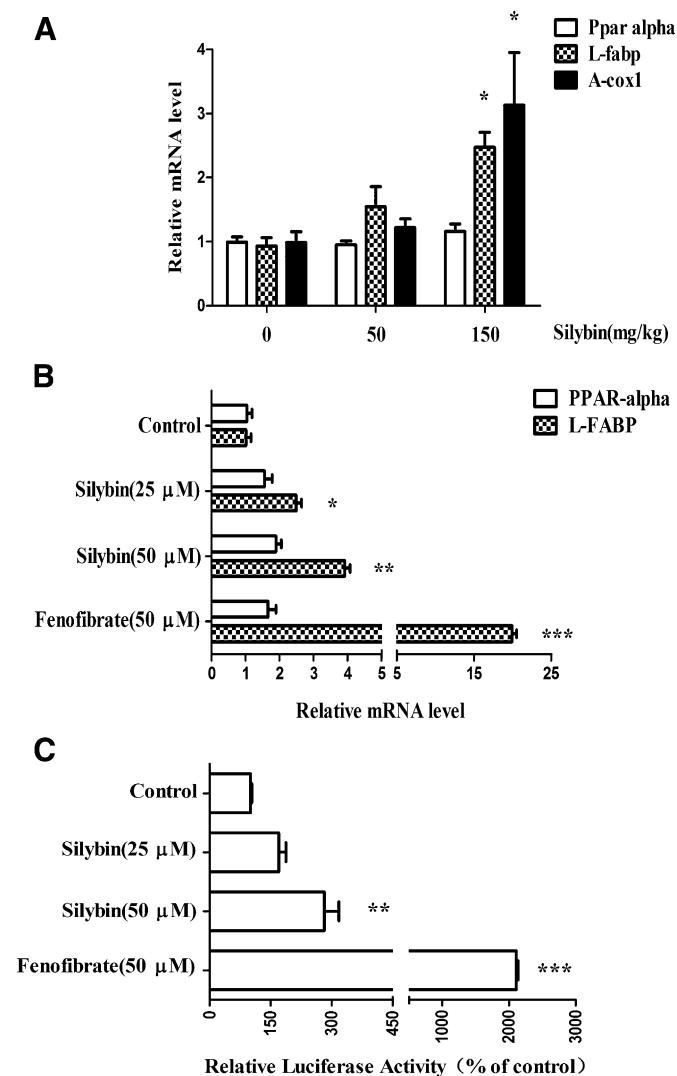 A
Ppar alpha
L-fabp
A-cox1
*
*
Relative mRNA level
4
3
2
1
0
0
50
150
Silybin(mg/kg)
B
PPAR-alpha
L-FABP
Control
Silybin(25 μM)
*
Silybin(50 μM)
**
Fenofibrate(50 μM)
***
0 1 2 3 4 5 5 15 25
Relative mRNA level
C
Control
Silybin(25 μM)
Silybin(50 μM)
**
Fenofibrate(50 μM)
***
0 150 300 450 1000 2000 3000
Relative Luciferase Activity（% of control）